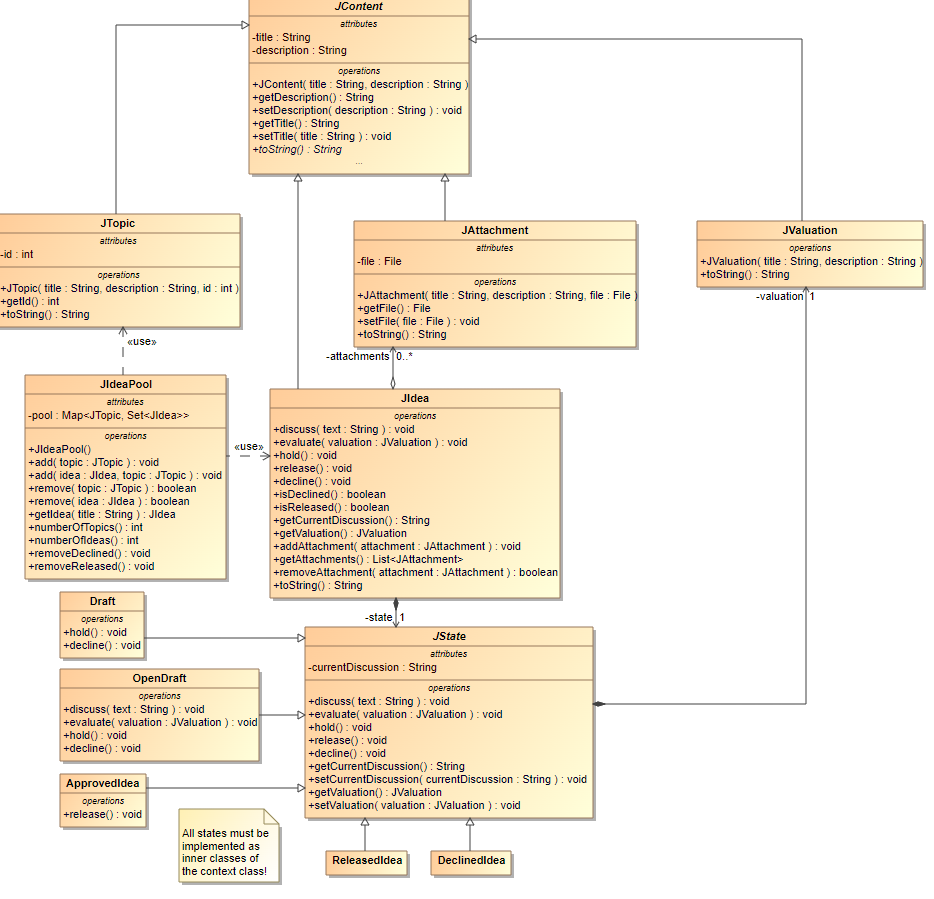 JContent
attributes
-title : String
-description : String
operations
+JContent( title : String, description : String )
+getDescription() : String
+setDescription( description : String ) : void
+getTitle() : String
+setTitle( title : String ) : void
+toString() : String
...
JTopic
attributes
-id : int
operations
+JTopic( title : String, description : String, id : int )
+getId() : int
+toString() : String
JAttachment
attributes
-file : File
operations
+JAttachment( title : String, description : String, file : File )
+getFile() : File
+setFile( file : File ) : void
+toString() : String
JValuation
operations
+JValuation( title : String, description : String )
+toString() : String
-valuation 1
«use»
-attachments 0..*
JIdeaPool
attributes
-pool : Map<JTopic, Set<JIdea>>
operations
+JIdeaPool()
+add( topic : JTopic ) : void
+add( idea : JIdea, topic : JTopic ) : void
+remove( topic : JTopic ) : boolean
+remove( idea : JIdea ) : boolean
+getIdea( title : String ) : JIdea
+numberOfTopics() : int
+numberOfIdeas() : int
+removeDeclined() : void
+removeReleased() : void
«use»
JIdea
operations
+discuss( text : String ) : void
+evaluate( valuation : JValuation ) : void
+hold() : void
+release() : void
+decline() : void
+isDeclined() : boolean
+isReleased() : boolean
+getCurrentDiscussion() : String
+getValuation() : JValuation
+addAttachment( attachment : JAttachment ) : void
+getAttachments() : List<JAttachment>
+removeAttachment( attachment : JAttachment ) : boolean
+toString() : String
-state 1
Draft
operations
+hold() : void
+decline() : void
OpenDraft
operations
+discuss( text : String ) : void
+evaluate( valuation : JValuation ) : void
+hold() : void
+decline() : void
ApprovedIdea
operations
+release() : void
JState
attributes
-currentDiscussion : String
operations
+discuss( text : String ) : void
+evaluate( valuation : JValuation ) : void
+hold() : void
+release() : void
+decline() : void
+getCurrentDiscussion() : String
+setCurrentDiscussion( currentDiscussion : String ) : void
+getValuation() : JValuation
+setValuation( valuation : JValuation ) : void
All states must be
implemented as
inner classes of
the context class!
ReleasedIdea
DeclinedIdea